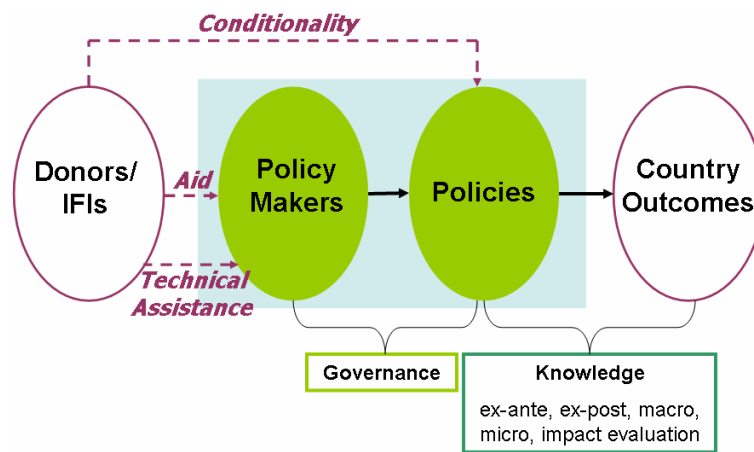 Conditionality
Donors/
IFIs
Aid
Technical
Assistance
Policy
Makers
Policies
Country
Outcomes
Governance
Knowledge
ex-ante, ex-post, macro,
micro, impact evaluation